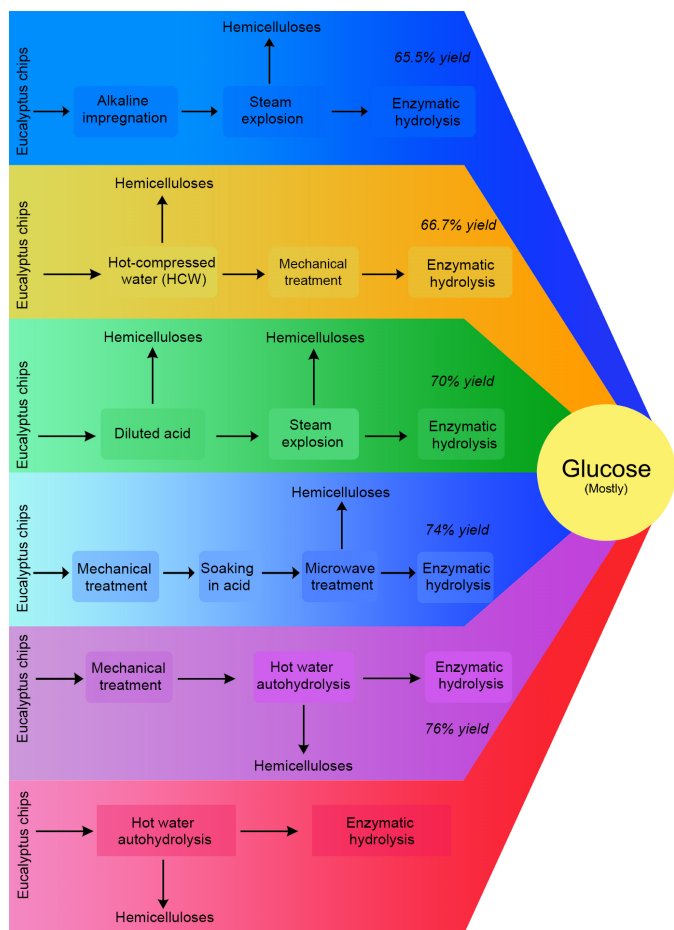 Eucalyptus chips
Hemicelluloses
65.5% yield
Alkaline
impregnation
Steam
explosion
Enzymatic
hydrolysis
Eucalyptus chips
Hemicelluloses
66.7% yield
Hot-compressed
water (HCW)
Mechanical
treatment
Enzymatic
hydrolysis
Eucalyptus chips
Hemicelluloses
Hemicelluloses
70% yield
Diluted acid
Steam
explosion
Enzymatic
hydrolysis
Glucose
(Mostly)
Eucalyptus chips
Hemicelluloses
74% yield
Mechanical
treatment
Soaking
in acid
Microwave
treatment
Enzymatic
hydrolysis
Eucalyptus chips
Mechanical
treatment
Hot water
autohydrolysis
Enzymatic
hydrolysis
76% yield
Hemicelluloses
Eucalyptus chips
Hot water
autohydrolysis
Enzymatic
hydrolysis
Hemicelluloses